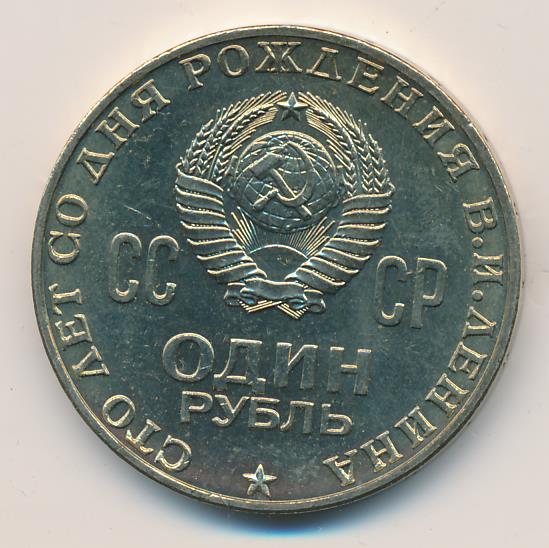 СТО ЛЕТ СО ДНЯ РОЖДЕНИЯ В.И.ЛЕНИНА
СС СР
ОДИН
РУБЛЬ